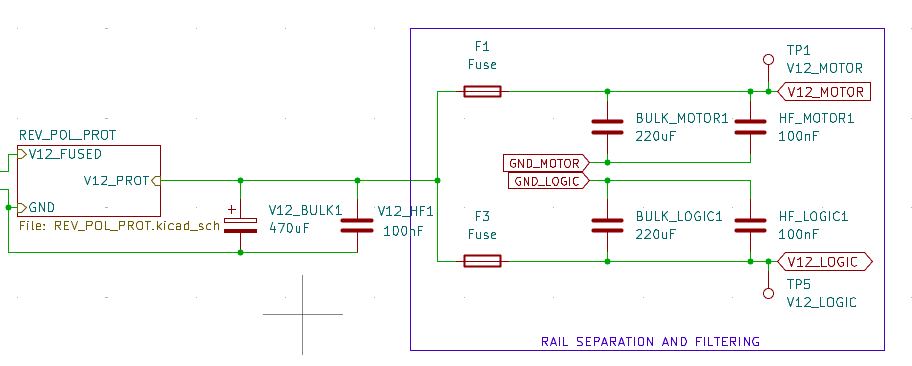 REV_POL_PROT
V12_FUSED
V12_PROT
GND
File: REV_POL_PROT.kicad_sch
+
V12_BULK1
470uF
V12_HF1
100nF
F1
Fuse
TP1
V12_MOTOR
V12_MOTOR
BULK_MOTOR1
220uF
HF_MOTOR1
100nF
GND_MOTOR
GND_LOGIC
BULK_LOGIC1
220uF
HF_LOGIC1
100nF
F3
Fuse
V12_LOGIC
TP5
V12_LOGIC
RAIL SEPARATION AND FILTERING